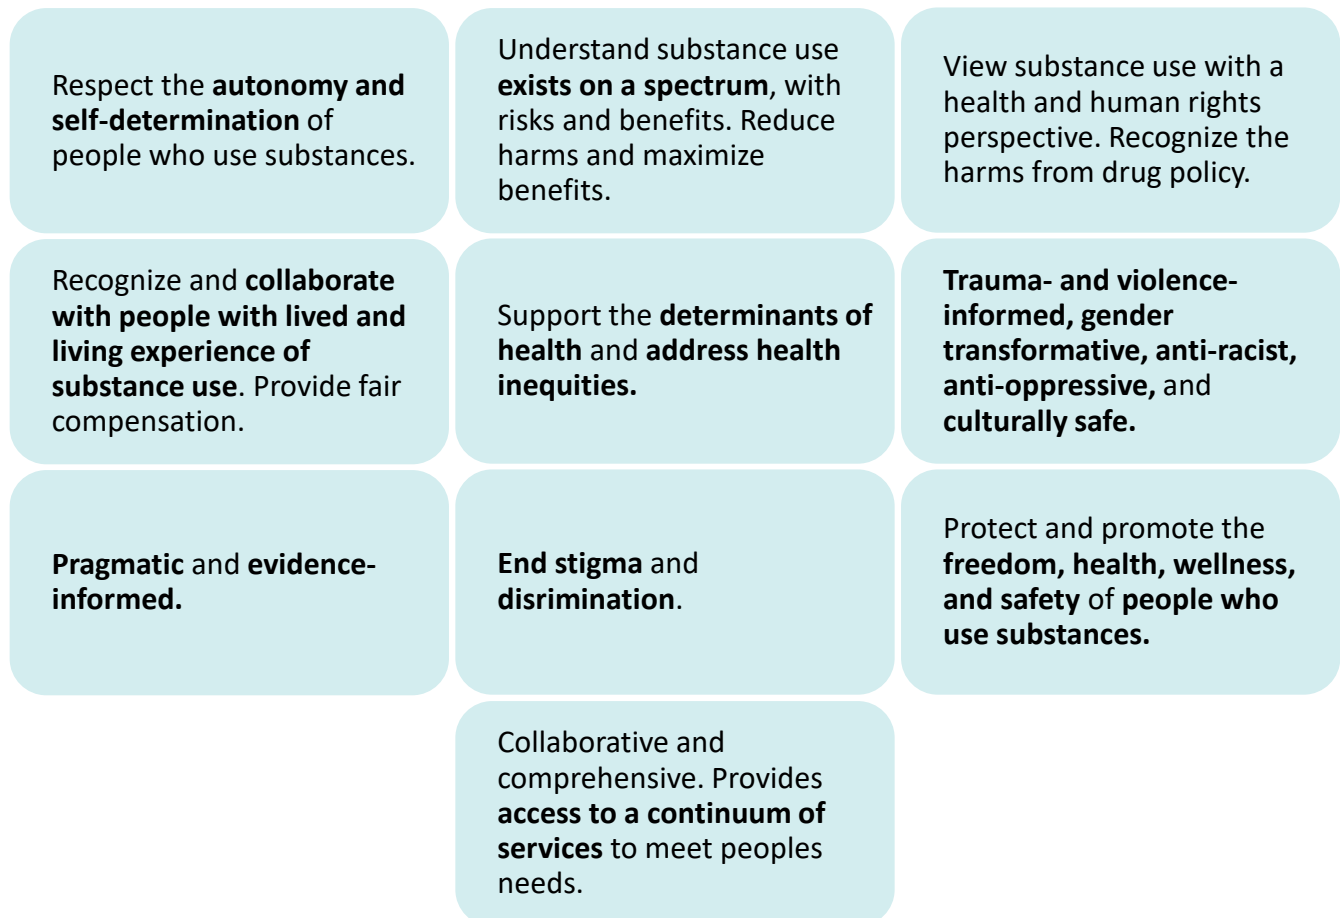 Respect the autonomy and
self-determination of
people who use substances.
Understand substance use
exists on a spectrum, with
risks and benefits. Reduce
harms and maximize
benefits.
View substance use with a
health and human rights
perspective. Recognize the
harms from drug policy.
Recognize and collaborate
with people with lived and
living experience of
substance use. Provide fair
compensation.
Support the determinants of
health and address health
inequities.
Trauma- and violence-
informed, gender
transformative, anti-racist,
anti-oppressive, and
culturally safe.
Pragmatic and evidence-
informed.
End stigma and
disrimination.
Protect and promote the
freedom, health, wellness,
and safety of people who
use substances.
Collaborative and
comprehensive. Provides
access to a continuum of
services to meet peoples
needs.